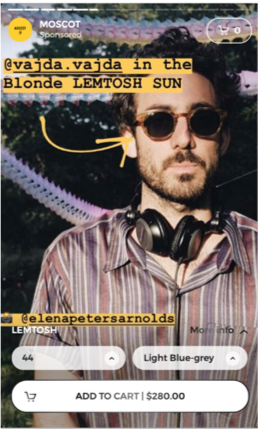 MOSCOT
Sponsored
0
@vajda.vajda in the
Blonde LEMTOSH SUN
@elenapetersarnolds
LEMTOSH
More info
44
Light Blue-grey
ADD TO CART | $280.00